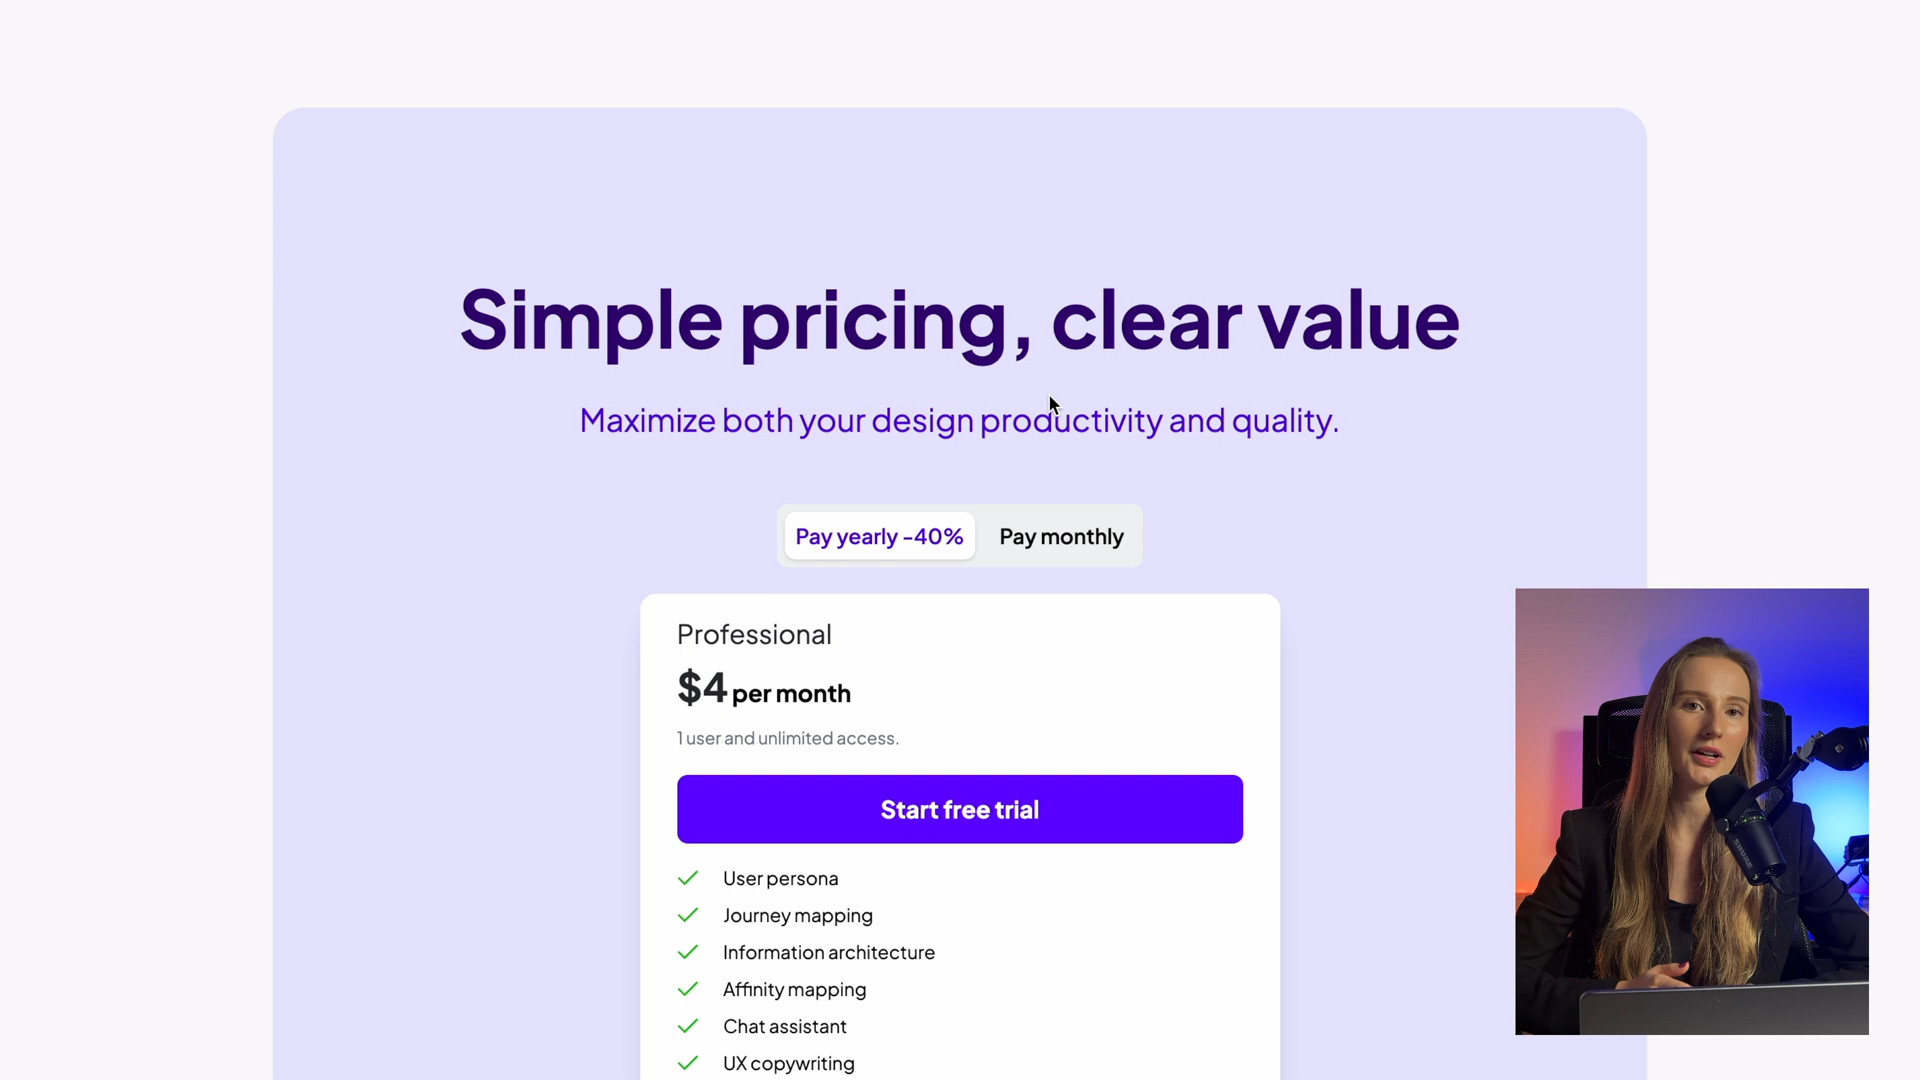 Simple pricing, clear value
Maximize both your design productivity and quality.
Pay yearly -40%
Pay monthly
Professional
$4 per month
1 user and unlimited access.
Start free trial
User persona
Journey mapping
Information architecture
Affinity mapping
Chat assistant
UX copywriting